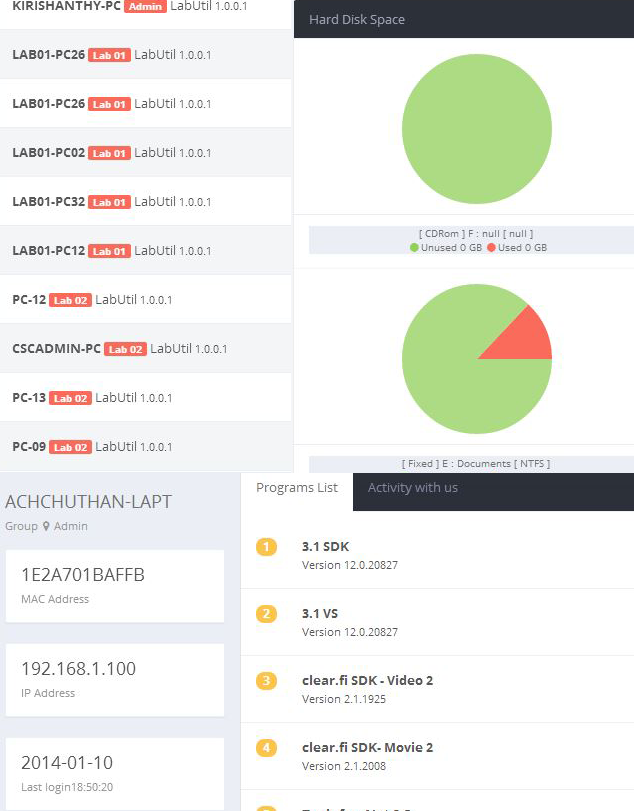 KIRISHANTHY-PC Admin LabUtil 1.0.0.1
LAB01-PC26 Lab 01 LabUtil 1.0.0.1
LAB01-PC26 Lab 01 LabUtil 1.0.0.1
LAB01-PC02 Lab 01 LabUtil 1.0.0.1
LAB01-PC32 Lab 01 LabUtil 1.0.0.1
LAB01-PC12 Lab 01 LabUtil 1.0.0.1
PC-12 Lab 02 LabUtil 1.0.0.1
CSCADMIN-PC Lab 02 LabUtil 1.0.0.1
PC-13 Lab 02 LabUtil 1.0.0.1
PC-09 Lab 02 LabUtil 1.0.0.1
Hard Disk Space
[ CDRom ] F : null [ null ]
Unused 0 GB Used 0 GB
[ Fixed ] E : Documents [ NTFS ]
ACHCHUTHAN-LAPT
Group Admin
1E2A701BAFFB
MAC Address
192.168.1.100
IP Address
2014-01-10
Last login18:50:20
Programs List Activity with us
1 3.1 SDK
Version 12.0.20827
2 3.1 VS
Version 12.0.20827
3 clear.fi SDK - Video 2
Version 2.1.1925
4 clear.fi SDK- Movie 2
Version 2.1.2008